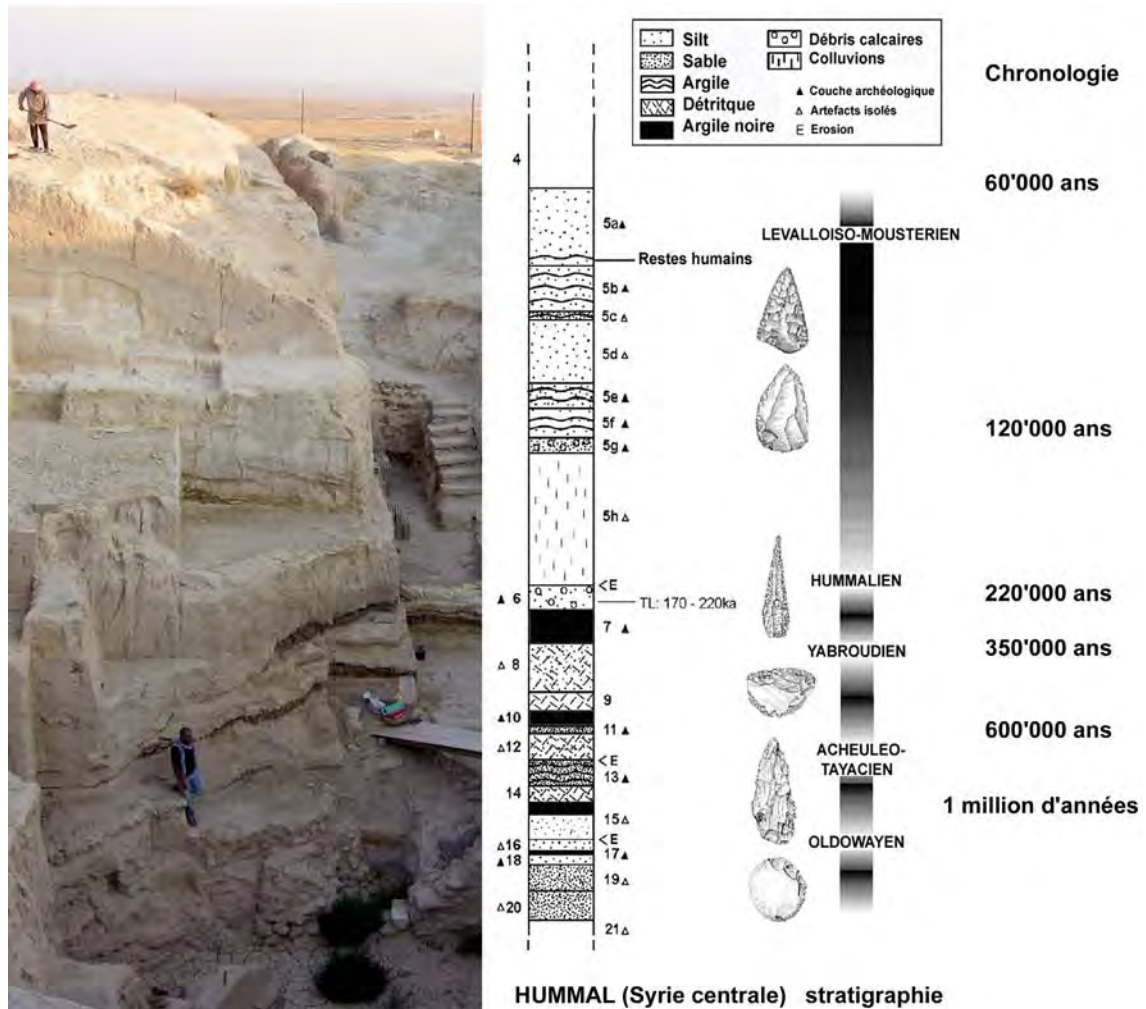 Silt
Sable
Argile
Détritque
Argile noire
Débris calcaires
Colluvions
▲ Couche archéologique
△ Artefacts isolés
E Erosion
Chronologie
4
60'000 ans
5a▲
LEVALLOISO-MOUSTERIEN
Restes humains
5b ▲
5c △
5d △
5e ▲
5f ▲
120'000 ans
5g ▲
5h △
<E
HUMMALIEN
220'000 ans
▲ 6
TL: 170 - 220ka
7 ▲
YABROUDIEN
350'000 ans
△ 8
9
▲10
11 ▲
600'000 ans
△12
<E
ACHEULEO-
TAYACIEN
13 ▲
14
1 million d'années
15 △
<E
OLDOWAYEN
△16
17 ▲
▲18
19 △
△20
21 △
HUMMAL (Syrie centrale) stratigraphie